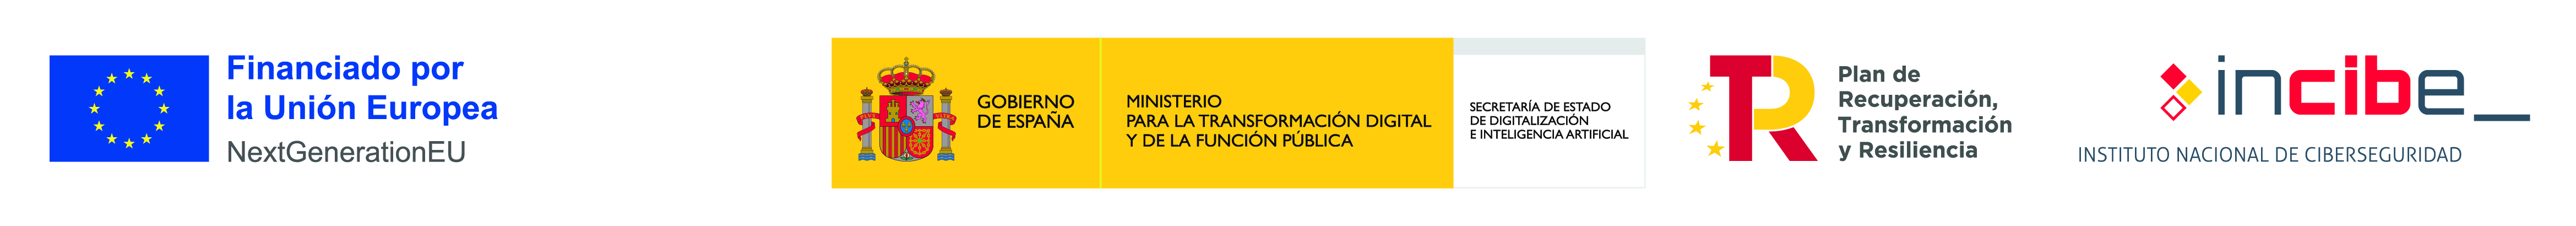 Financiado por
la Unión Europea
NextGenerationEU
GOBIERNO
DE ESPAÑA
MINISTERIO
PARA LA TRANSFORMACIÓN DIGITAL
Y DE LA FUNCIÓN PÚBLICA
SECRETARÍA DE ESTADO
DE DIGITALIZACIÓN
E INTELIGENCIA ARTIFICIAL
TR
Plan de
Recuperación,
Transformación
y Resiliencia
incibe_
INSTITUTO NACIONAL DE CIBERSEGURIDAD